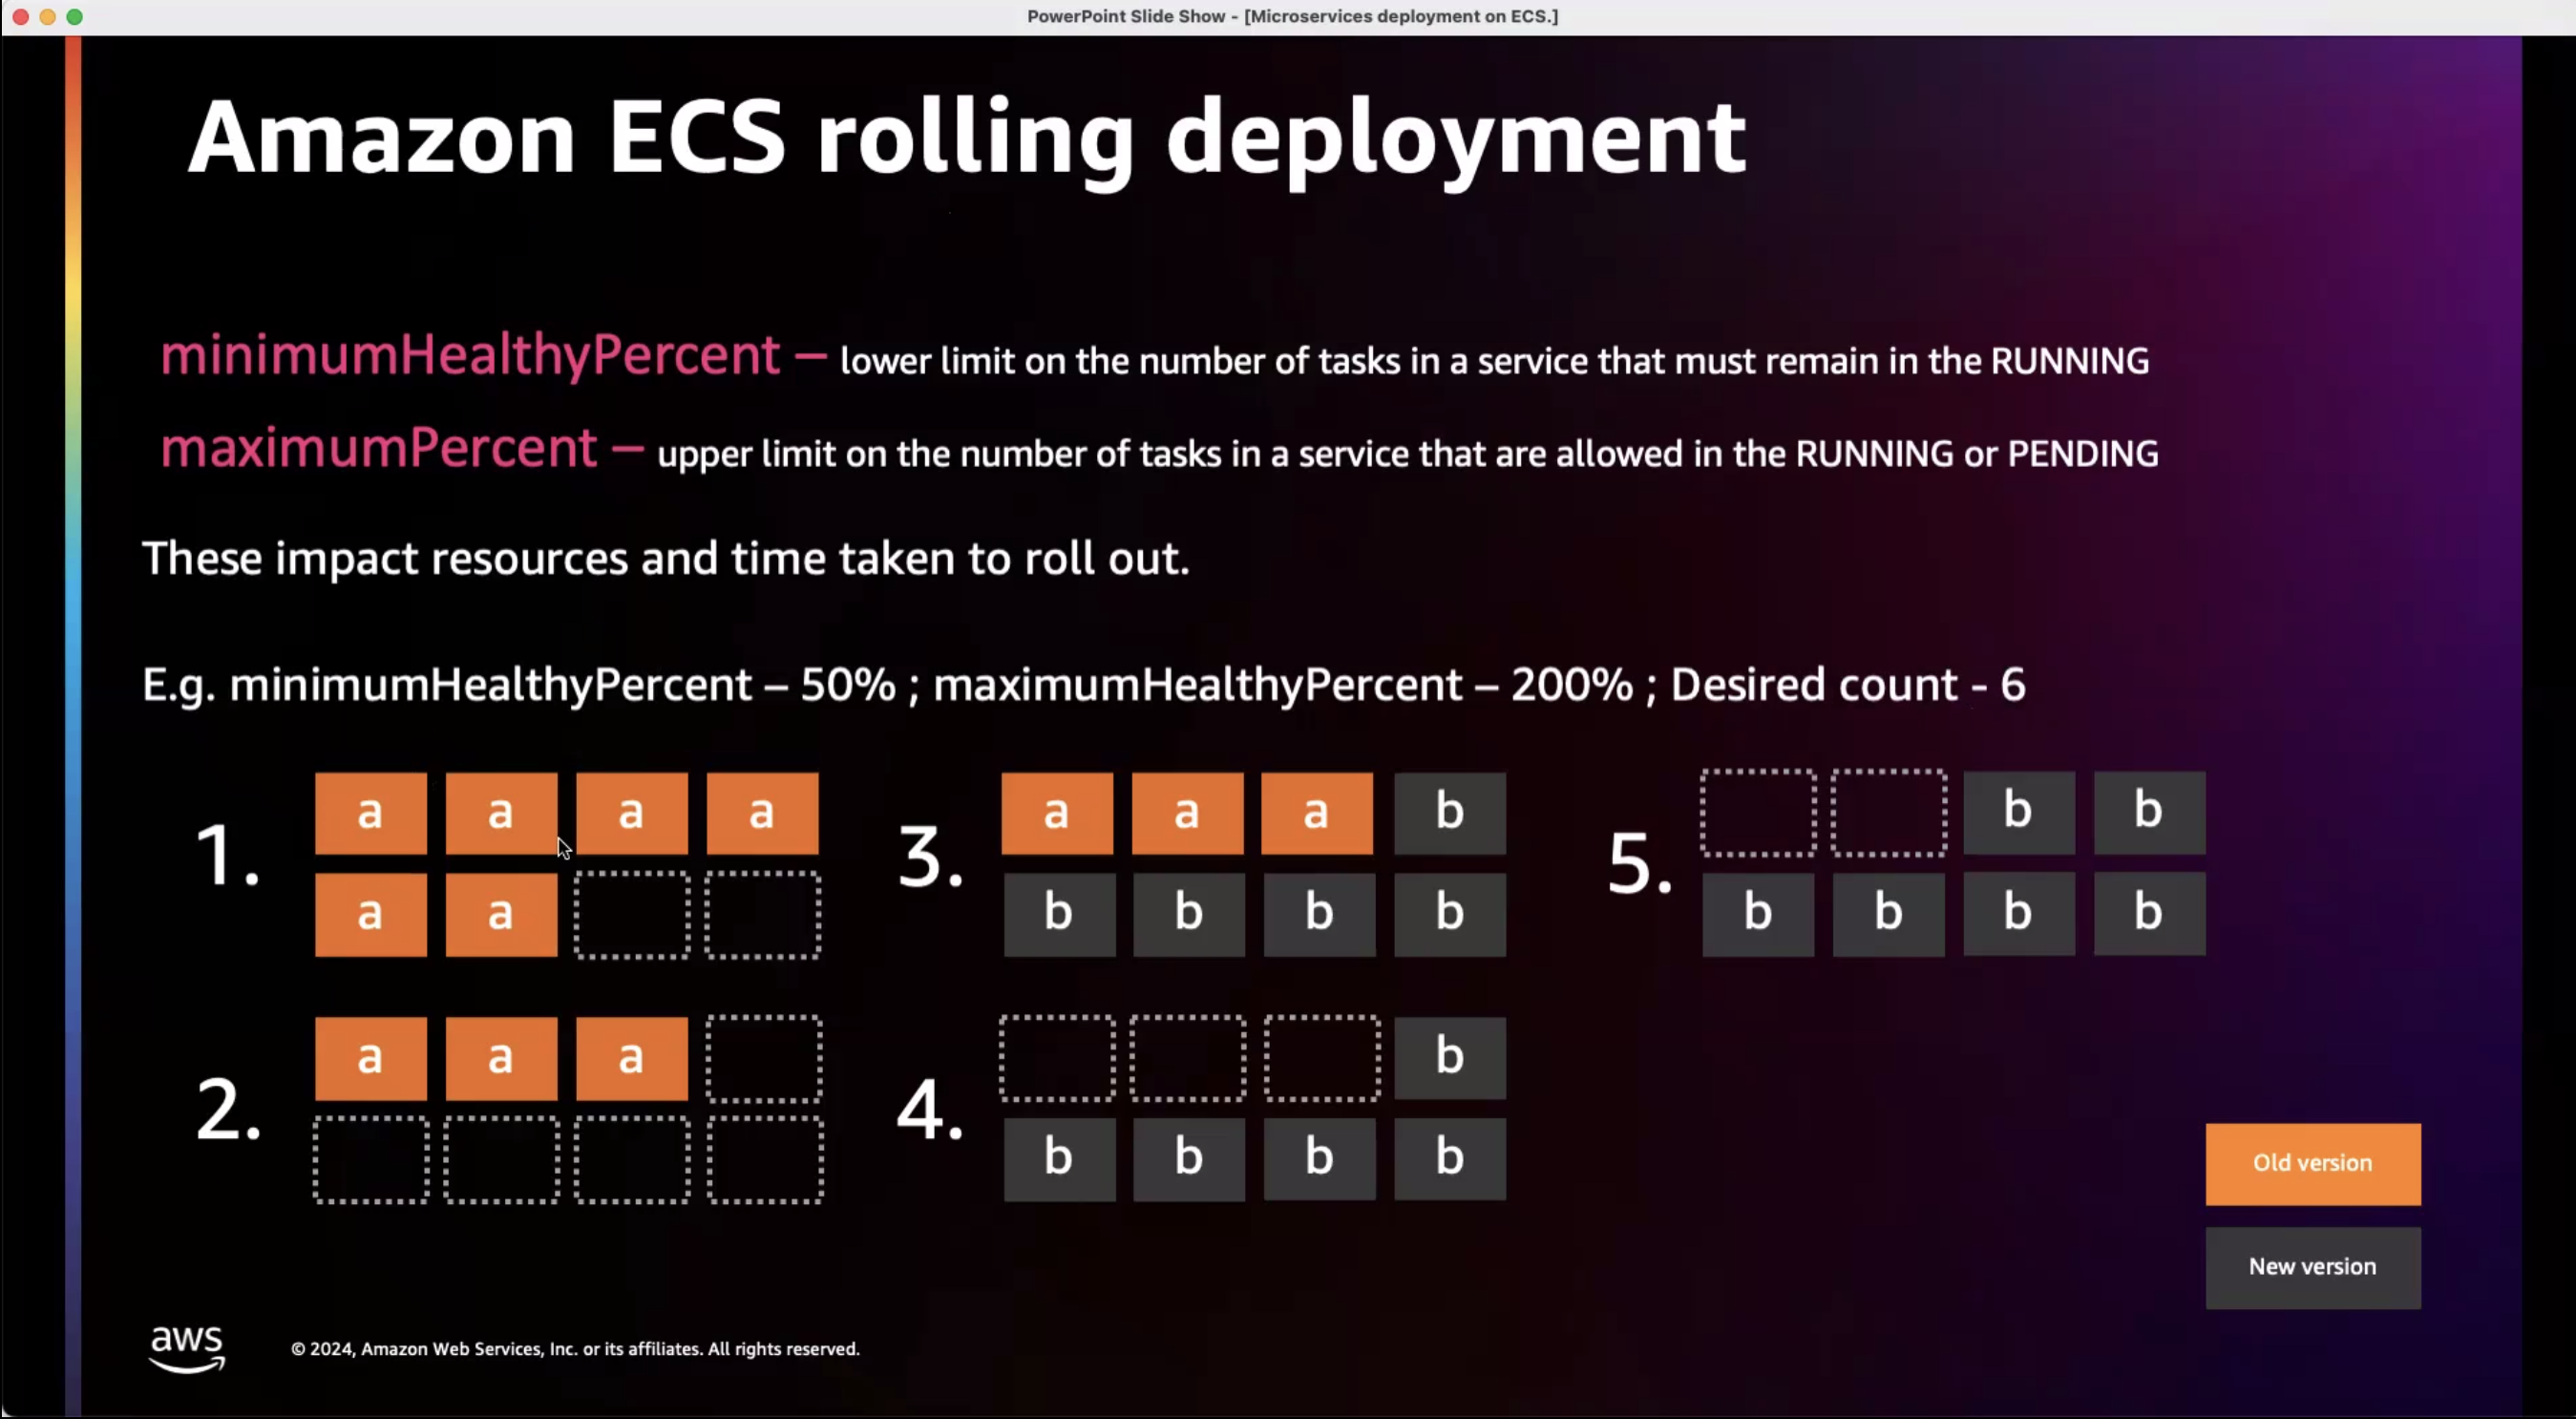 PowerPoint Slide Show - [Microservices deployment on ECS.]
Amazon ECS rolling deployment
minimumHealthyPercent – lower limit on the number of tasks in a service that must remain in the RUNNING
maximumPercent – upper limit on the number of tasks in a service that are allowed in the RUNNING or PENDING
These impact resources and time taken to roll out.
E.g. minimumHealthyPercent – 50% ; maximumHealthyPercent – 200% ; Desired count - 6
1.
a a a a
a a
2.
a a a
3.
a a a b
b b b b
4.
b
b b b b
5.
b b
b b b b
Old version
New version
aws
© 2024, Amazon Web Services, Inc. or its affiliates. All rights reserved.